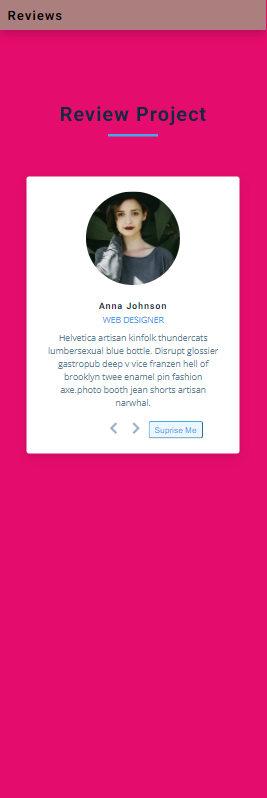 Reviews
Review Project
Anna Johnson
WEB DESIGNER
Helvetica artisan kinfolk thundercats
lumbersexual blue bottle. Disrupt glossier
gastropub deep v vice franzen hell of
brooklyn twee enamel pin fashion
axe.photo booth jean shorts artisan
narwhal.
Suprise Me